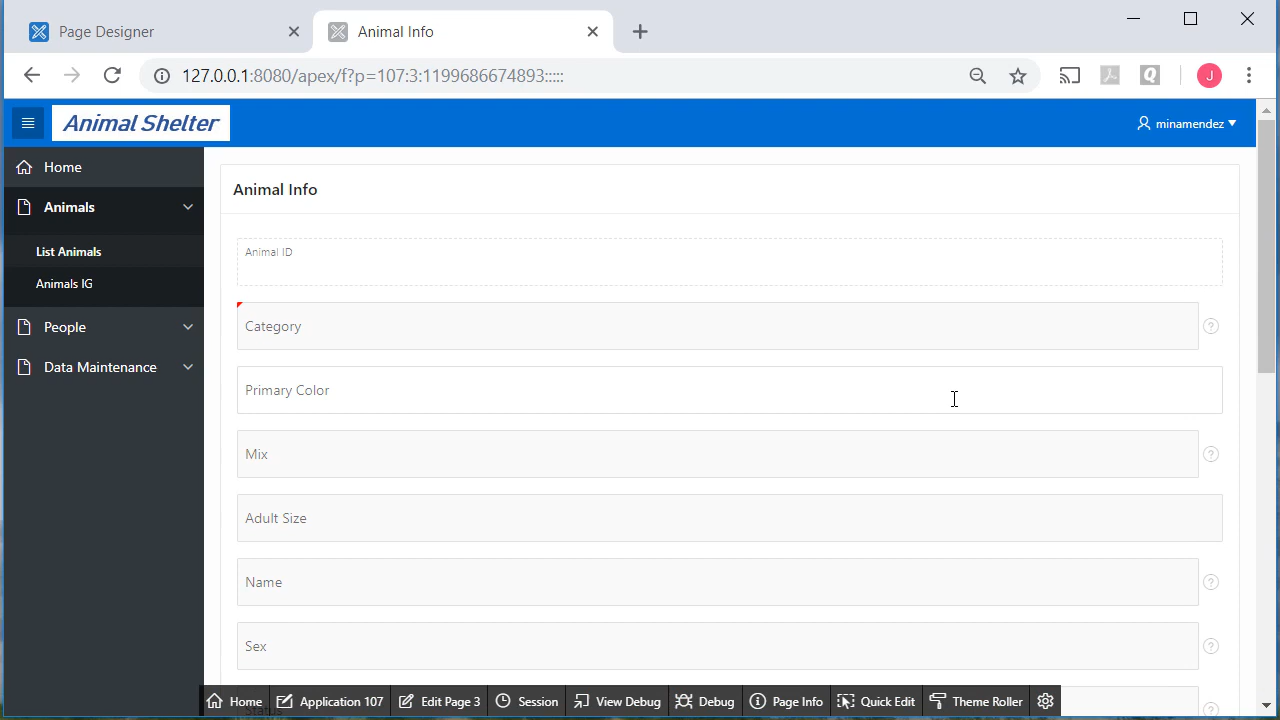 Page Designer
Animal Info
127.0.0.1:8080/apex/f?p=107:3:1199686674893:::::
Q
J
Animal Shelter
minamendez
Home
Animals
List Animals
Animals IG
People
Data Maintenance
Animal Info
Animal ID
Category
?
Primary Color
Mix
?
Adult Size
Name
?
Sex
?
Status
?
Home
Application 107
Edit Page 3
Session
View Debug
Debug
Page Info
Quick Edit
Theme Roller